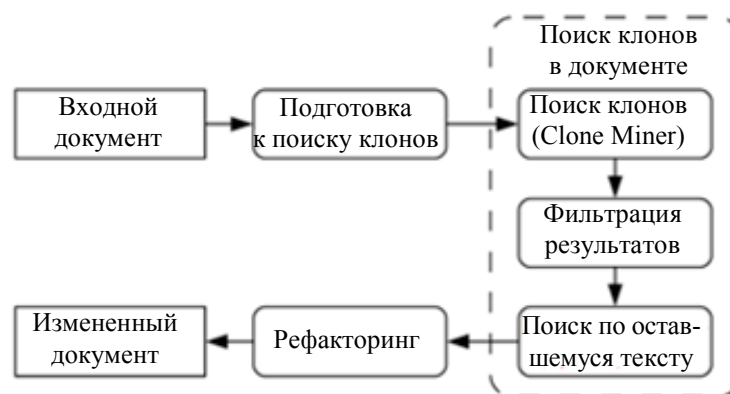 Поиск клонов
в документе
Входной
документ
Подготовка
к поиску клонов
Поиск клонов
(Clone Miner)
Фильтрация
результатов
Поиск по остав-
шемуся тексту
Рефакторинг
Измененный
документ